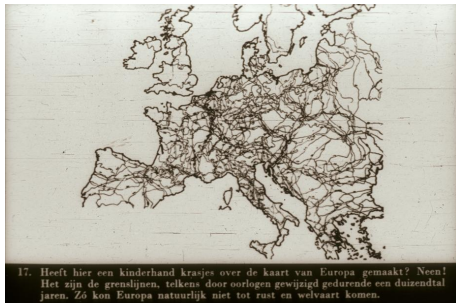 17. Heeft hier een kinderhand krasjes over de kaart van Europa gemaakt? Neen!
Het zijn de grenslijnen, telkens door oorlogen gewijzigd gedurende een duizendtal
jaren. Zó kon Europa natuurlijk niet tot rust en welvaart komen.